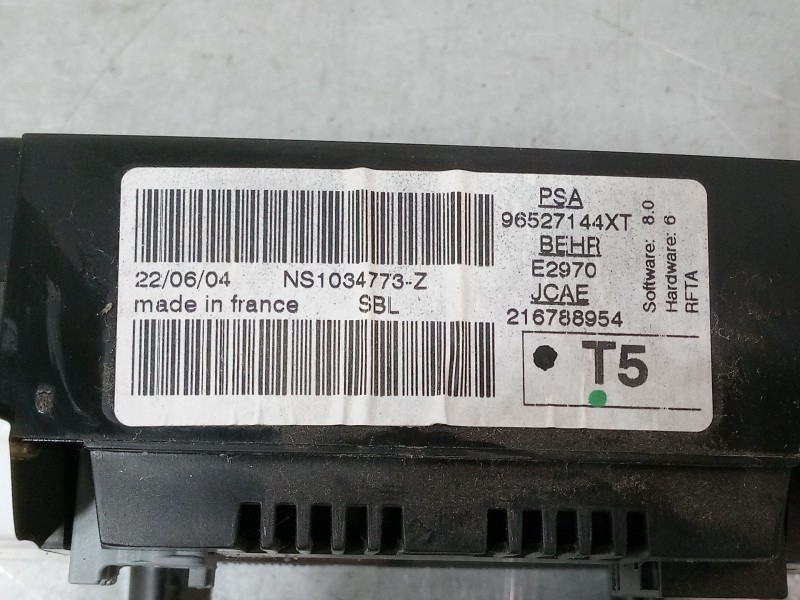 22/06/04 NS1034773-Z
made in france SBL
PSA
96527144XT
BEHR
E2970
JCAE
216788954
T5
Software: 8.0
Hardware: 6
RFTA